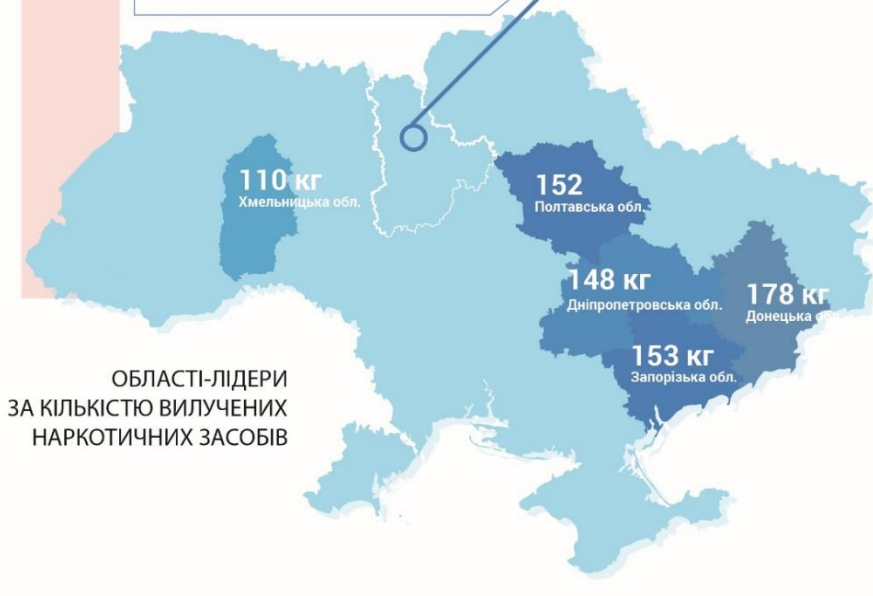 110 кг
Хмельницька обл.
152
Полтавська обл.
148 кг
Дніпропетровська обл.
178 кг
Донецька обл.
153 кг
Запорізька обл.
ОБЛАСТІ-ЛІДЕРИ
ЗА КІЛЬКІСТЮ ВИЛУЧЕНИХ
НАРКОТИЧНИХ ЗАСОБІВ